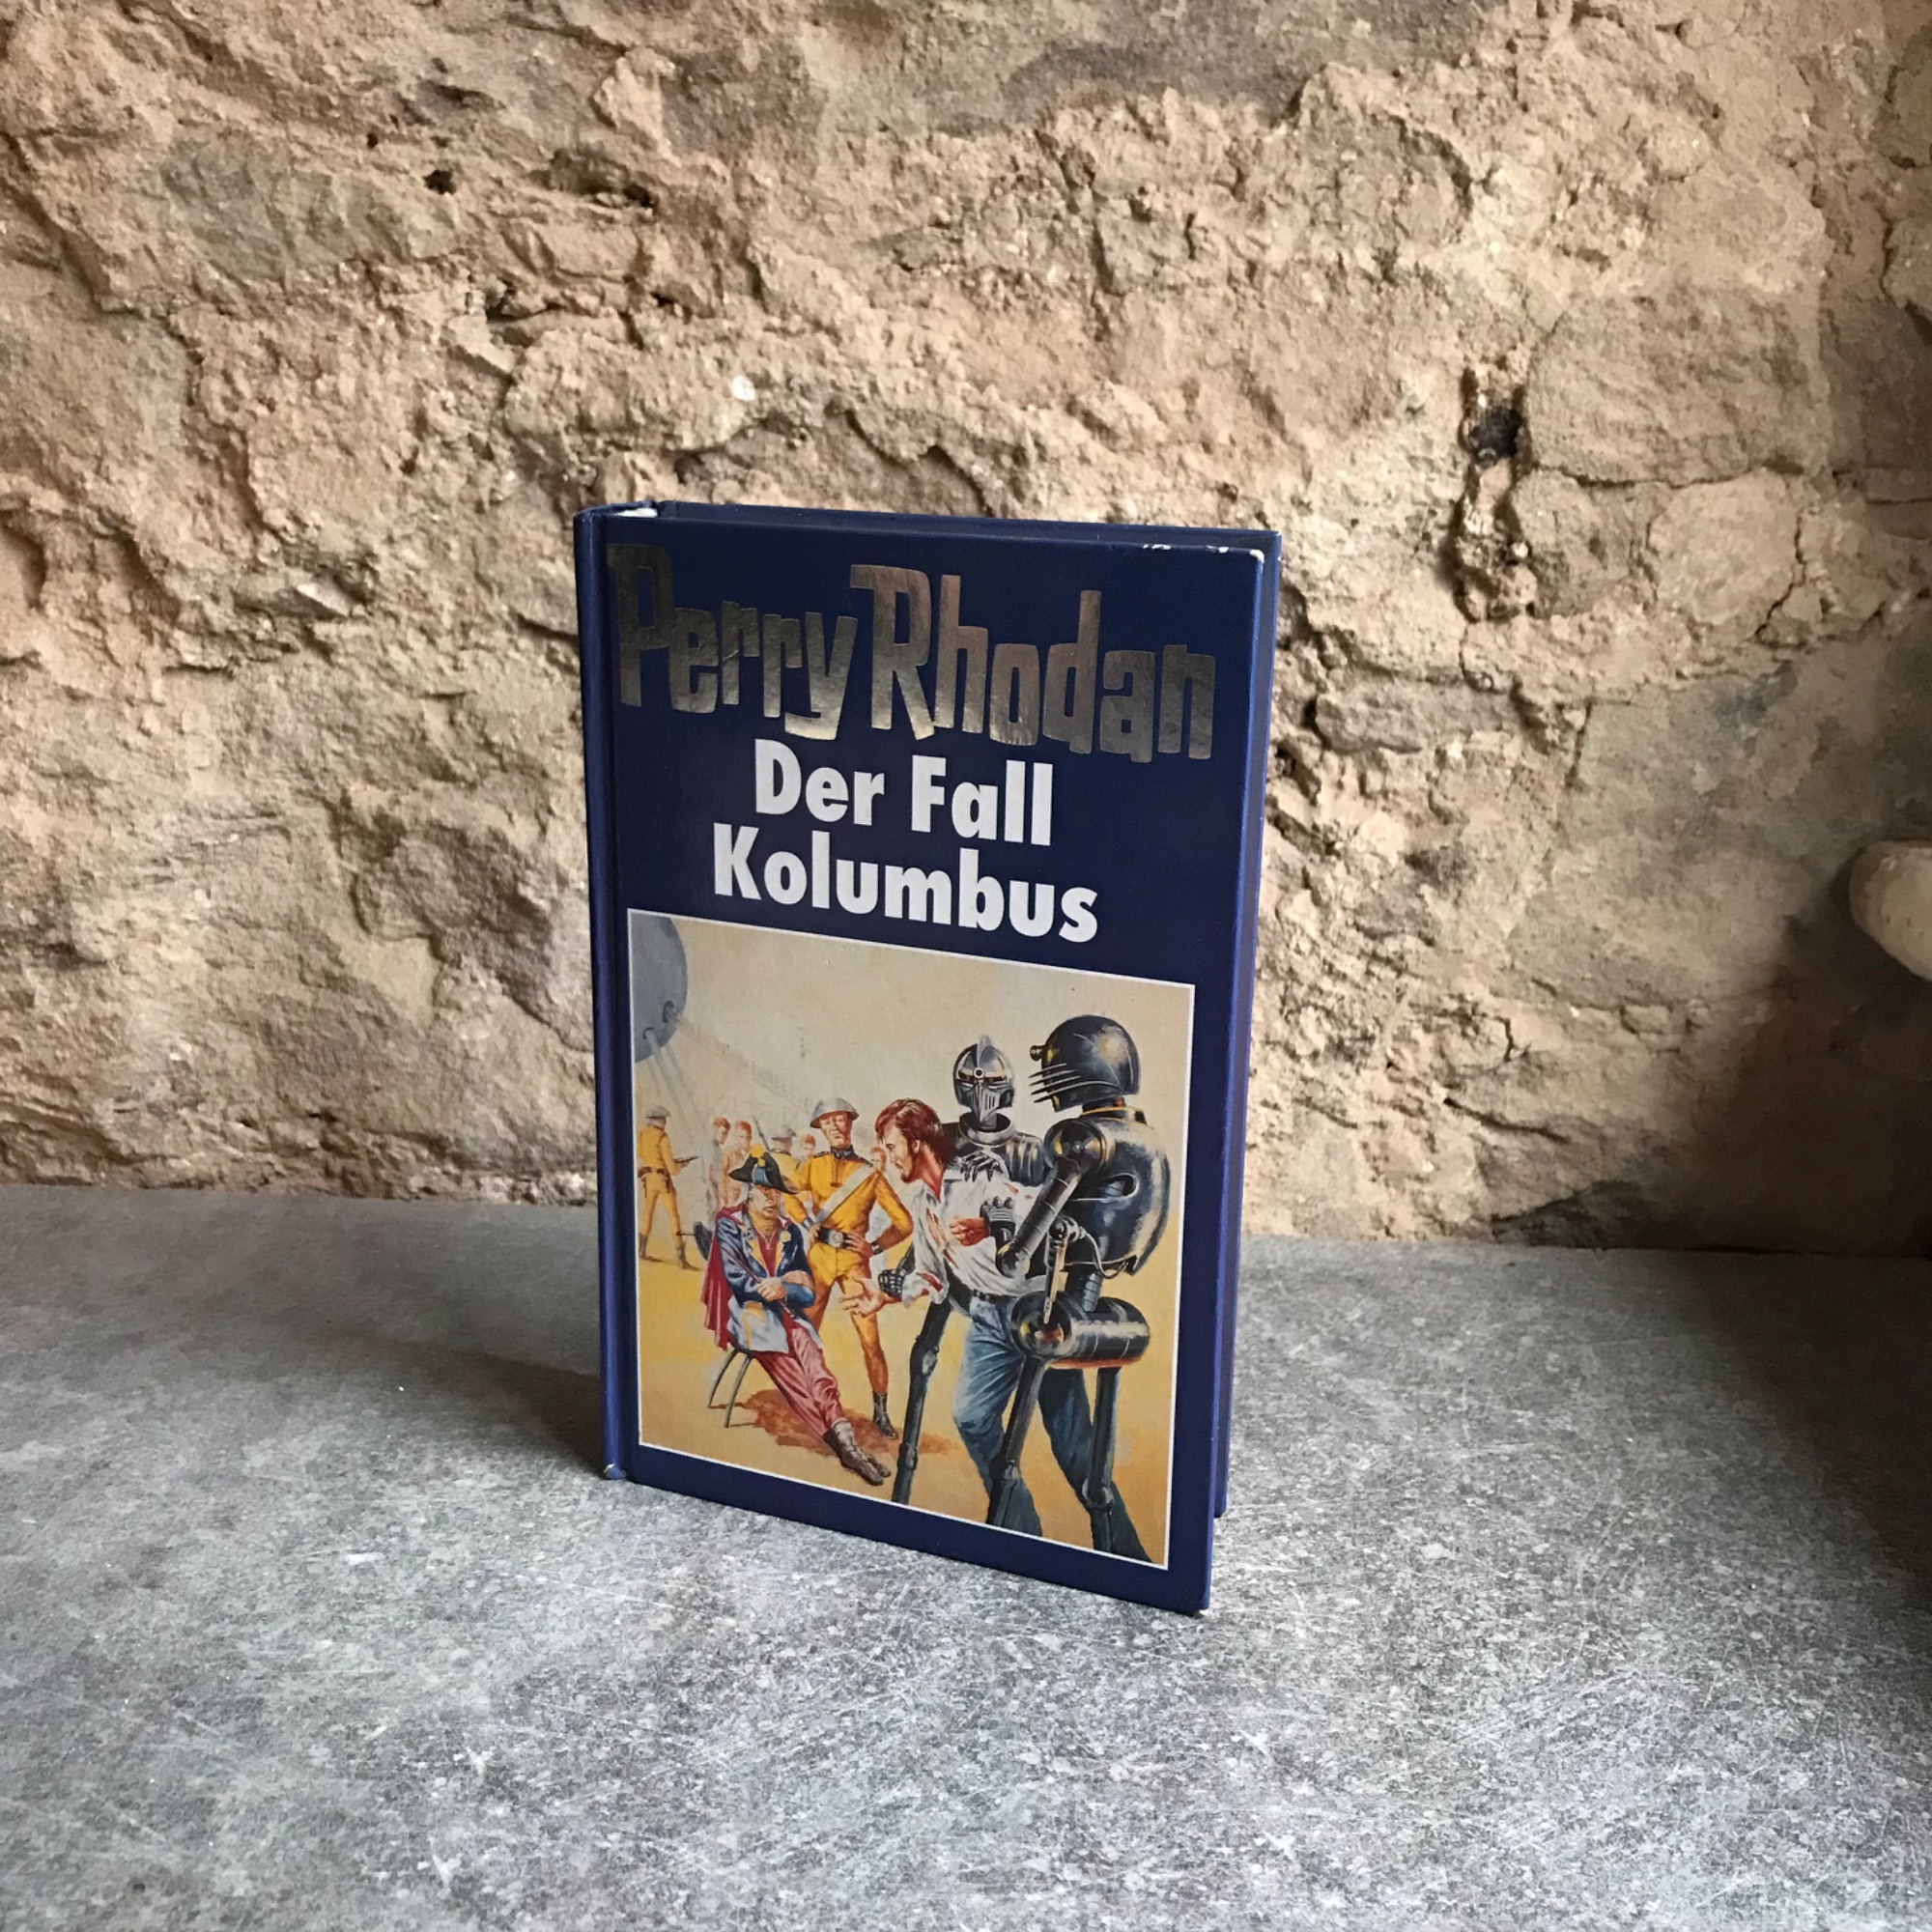 Perry Rhodan
Der Fall
Kolumbus